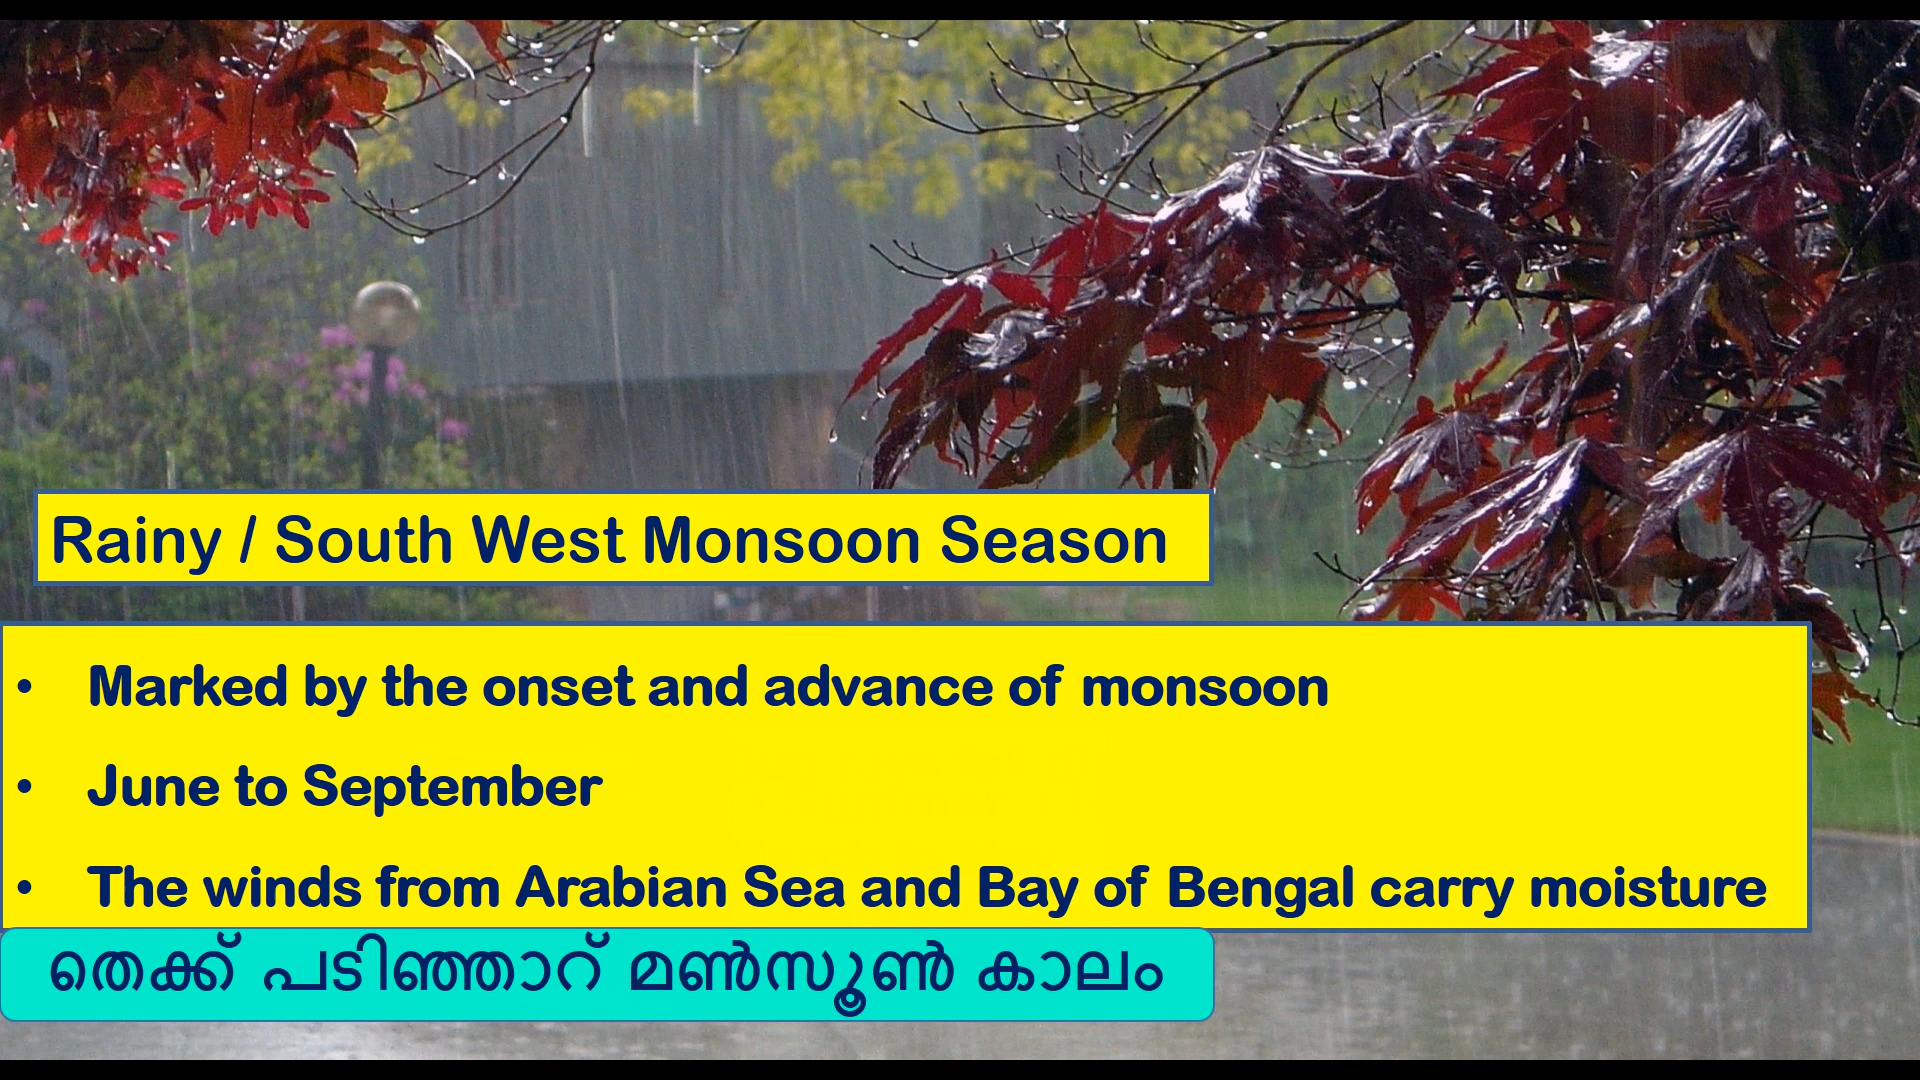 Rainy / South West Monsoon Season
• Marked by the onset and advance of monsoon
• June to September
• The winds from Arabian Sea and Bay of Bengal carry moisture
തെക്ക് പടിഞ്ഞാറ് മൺസൂൺ കാലം